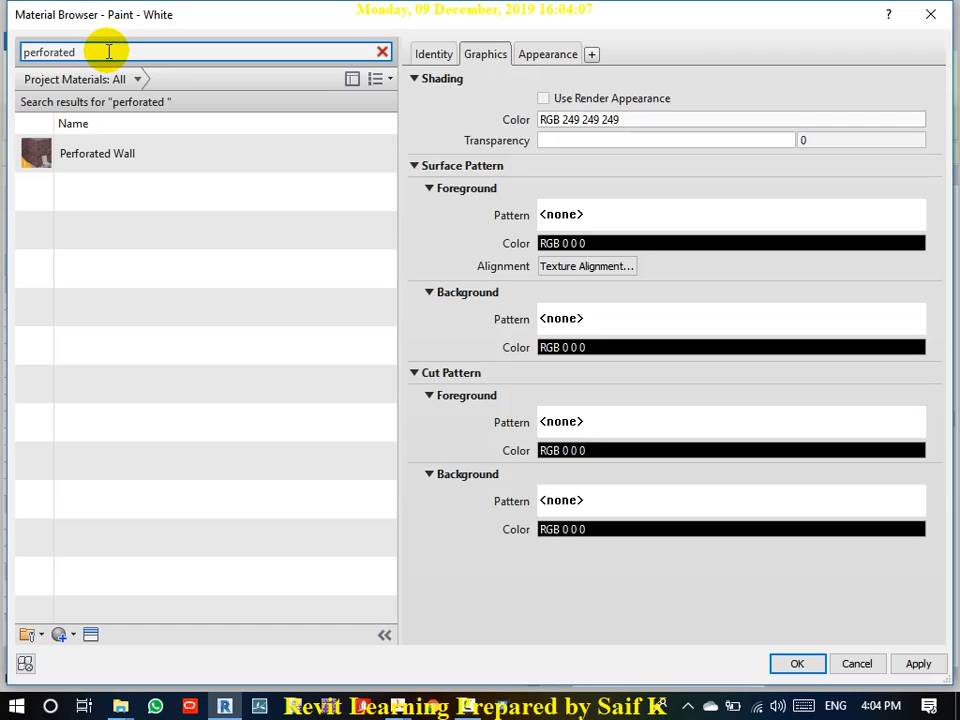 Monday, 09 December, 2019 16:04:07
Material Browser - Paint - White
?
perforated
Project Materials: All
Search results for "perforated "
Name
Perforated Wall
Identity
Graphics
Appearance
Shading
Use Render Appearance
Color
RGB 249 249 249
Transparency
0
Surface Pattern
Foreground
Pattern
<none>
Color
RGB 0 0 0
Alignment
Texture Alignment...
Background
Pattern
<none>
Color
RGB 0 0 0
Cut Pattern
Foreground
Pattern
<none>
Color
RGB 0 0 0
Background
Pattern
<none>
Color
RGB 0 0 0
OK
Cancel
Apply
Revit Learning Prepared by Saif K
ENG
4:04 PM